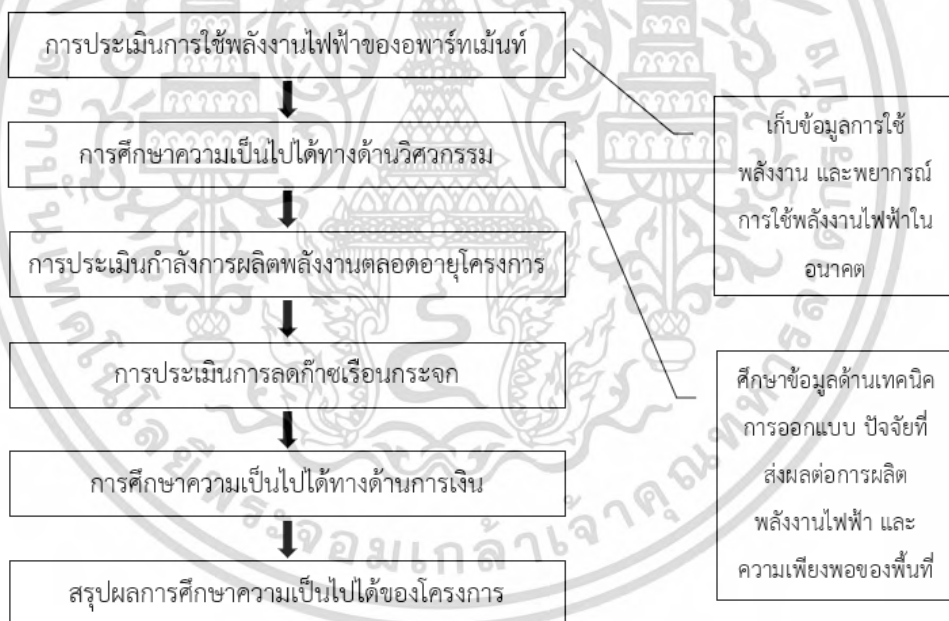 การประเมินการใช้พลังงานไฟฟ้าของอพาร์ทเม้นท์
การศึกษาความเป็นไปได้ทางด้านวิศวกรรม
การประเมินกำลังการผลิตพลังงานตลอดอายุโครงการ
การประเมินการลดก๊าซเรือนกระจก
การศึกษาความเป็นไปได้ทางด้านการเงิน
สรุปผลการศึกษาความเป็นไปได้ของโครงการ
เก็บข้อมูลการใช้
พลังงาน และพยากรณ์
การใช้พลังงานไฟฟ้าใน
อนาคต
ศึกษาข้อมูลด้านเทคนิค
การออกแบบ ปัจจัยที่
ส่งผลต่อการผลิต
พลังงานไฟฟ้า และ
ความเพียงพอของพื้นที่